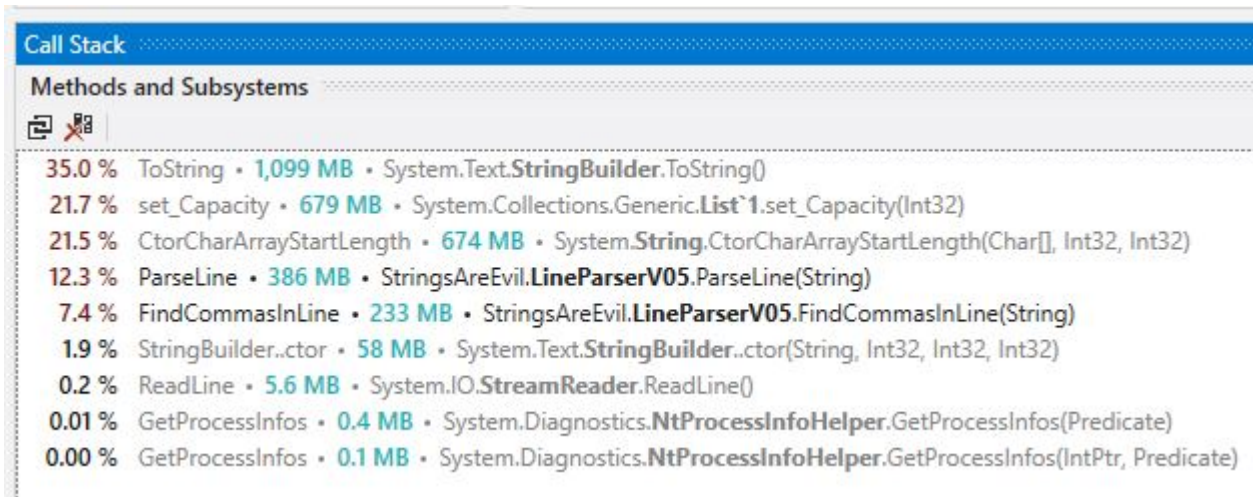 Call Stack
Methods and Subsystems
35.0 % ToString • 1,099 MB • System.Text.StringBuilder.ToString()
21.7 % set_Capacity • 679 MB • System.Collections.Generic.List`1.set_Capacity(Int32)
21.5 % CtorCharArrayStartLength • 674 MB • System.String.CtorCharArrayStartLength(Char[], Int32, Int32)
12.3 % ParseLine • 386 MB • StringsAreEvil.LineParserV05.ParseLine(String)
7.4 % FindCommasInLine • 233 MB • StringsAreEvil.LineParserV05.FindCommasInLine(String)
1.9 % StringBuilder..ctor • 58 MB • System.Text.StringBuilder..ctor(String, Int32, Int32, Int32)
0.2 % ReadLine • 5.6 MB • System.IO.StreamReader.ReadLine()
0.01 % GetProcessInfos • 0.4 MB • System.Diagnostics.NtProcessInfoHelper.GetProcessInfos(Predicate)
0.00 % GetProcessInfos • 0.1 MB • System.Diagnostics.NtProcessInfoHelper.GetProcessInfos(IntPtr, Predicate)